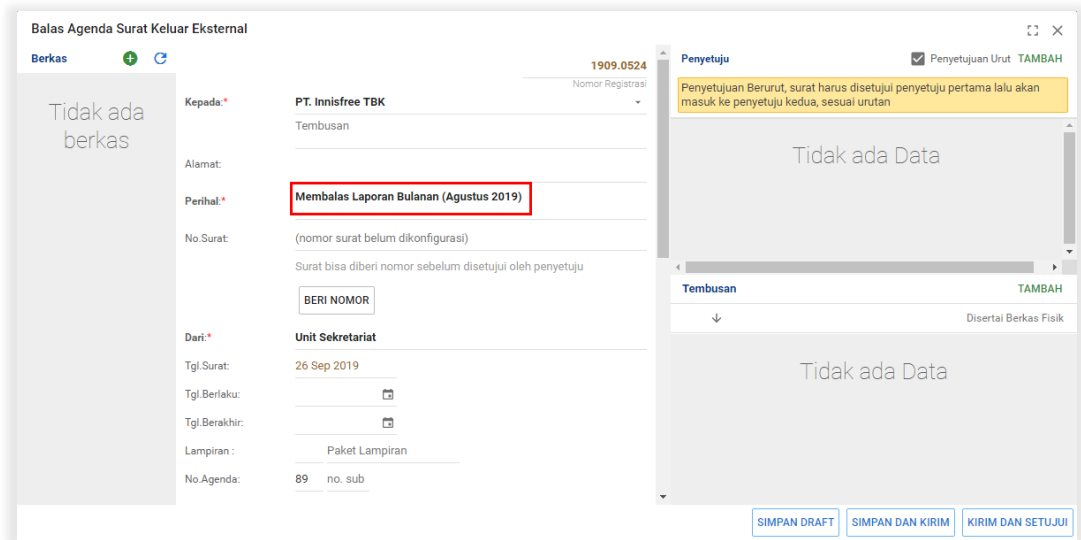 Balas Agenda Surat Keluar Eksternal
Berkas
Tidak ada
berkas
1909.0524
Nomor Registrasi
Kepada:* PT. Innisfree TBK
Tembusan
Alamat:
Perihal:* Membalas Laporan Bulanan (Agustus 2019)
No.Surat: (nomor surat belum dikonfigurasi)
Surat bisa diberi nomor sebelum disetujui oleh penyetuju
BERI NOMOR
Dari:* Unit Sekretariat
Tgl.Surat: 26 Sep 2019
Tgl.Berlaku:
Tgl.Berakhir:
Lampiran : Paket Lampiran
No.Agenda: 89 no. sub
Penyetuju Penyetujuan Urut TAMBAH
Penyetujuan Berurut, surat harus disetujui penyetuju pertama lalu akan
masuk ke penyetuju kedua, sesuai urutan
Tidak ada Data
Tembusan TAMBAH
Disertai Berkas Fisik
Tidak ada Data
SIMPAN DRAFT SIMPAN DAN KIRIM KIRIM DAN SETUJUI